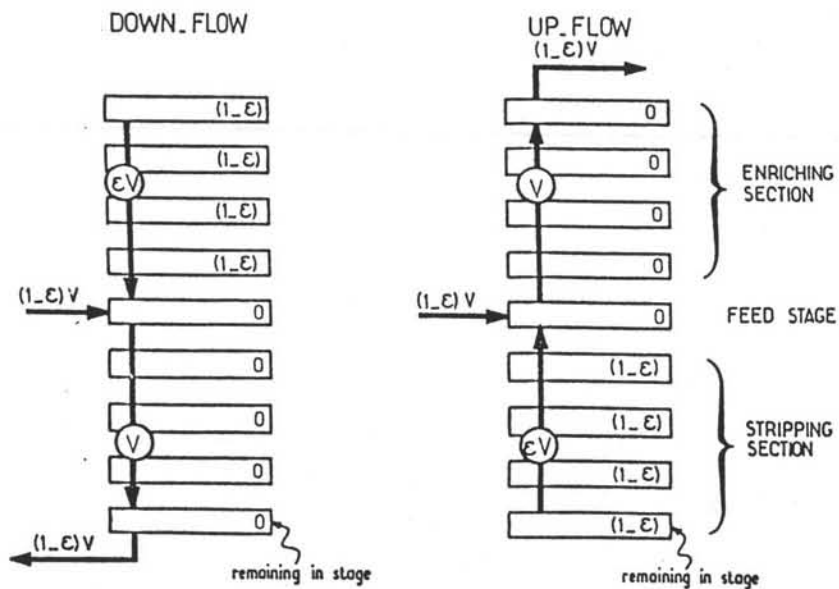 DOWN_FLOW
(1_ε)
(1_ε)
εV
(1_ε)
(1_ε)
(1_ε)V
0
0
0
V
0
0
(1_ε)V
remaining in stage
UP_FLOW
(1_ε)V
0
0
V
0
0
(1_ε)V
0
(1_ε)
(1_ε)
εV
(1_ε)
(1_ε)
remaining in stage
ENRICHING
SECTION
FEED STAGE
STRIPPING
SECTION